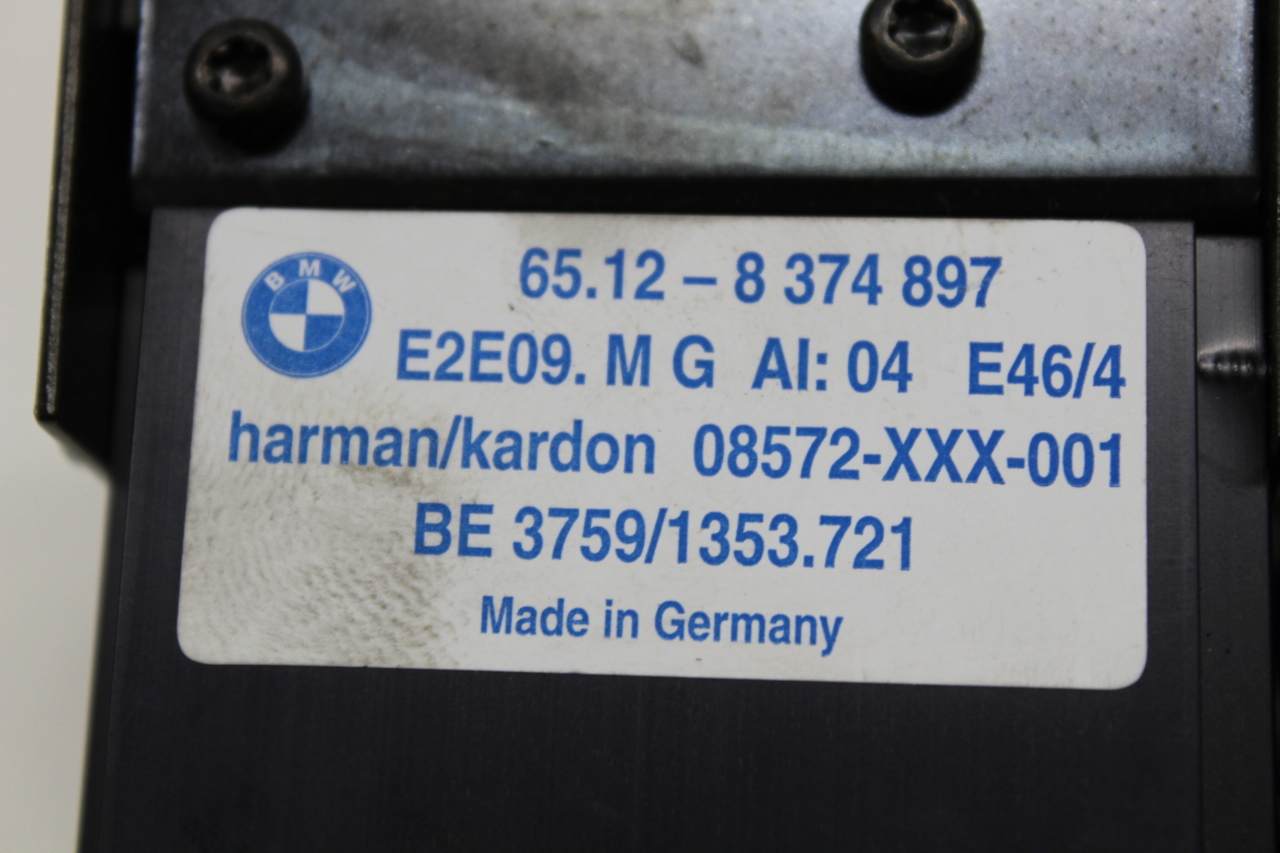 BMW
65.12 – 8 374 897
E2E09. M G AI: 04 E46/4
harman/kardon 08572-XXX-001
BE 3759/1353.721
Made in Germany